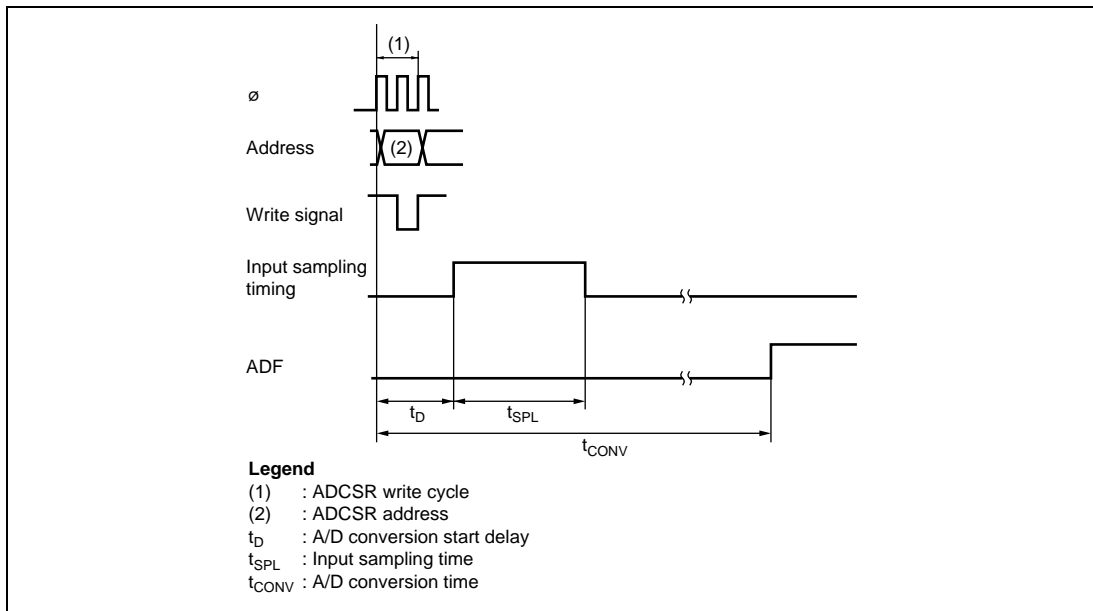 (1)
ø
Address
(2)
Write signal
Input sampling
timing
ADF
tD
tSPL
tCONV
Legend
(1) : ADCSR write cycle
(2) : ADCSR address
tD : A/D conversion start delay
tSPL : Input sampling time
tCONV : A/D conversion time